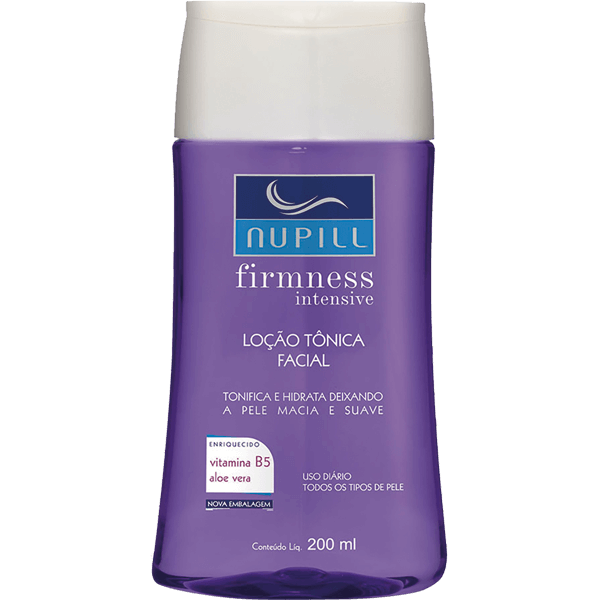 NUPILL
firmness
intensive
LOÇÃO TÔNICA
FACIAL
TONIFICA E HIDRATA DEIXANDO
A PELE MACIA E SUAVE
ENRIQUECIDO
vitamina B5
aloe vera
NOVA EMBALAGEM
USO DIÁRIO
TODOS OS TIPOS DE PELE
Conteúdo Líq. 200 ml